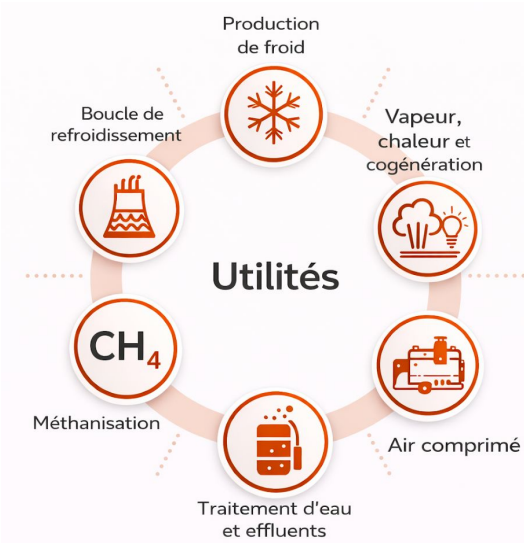 Production
de froid
Vapeur,
chaleur et
cogénération
Boucle de
refroidissement
Utilités
CH₄
Méthanisation
Air comprimé
Traitement d'eau
et effluents